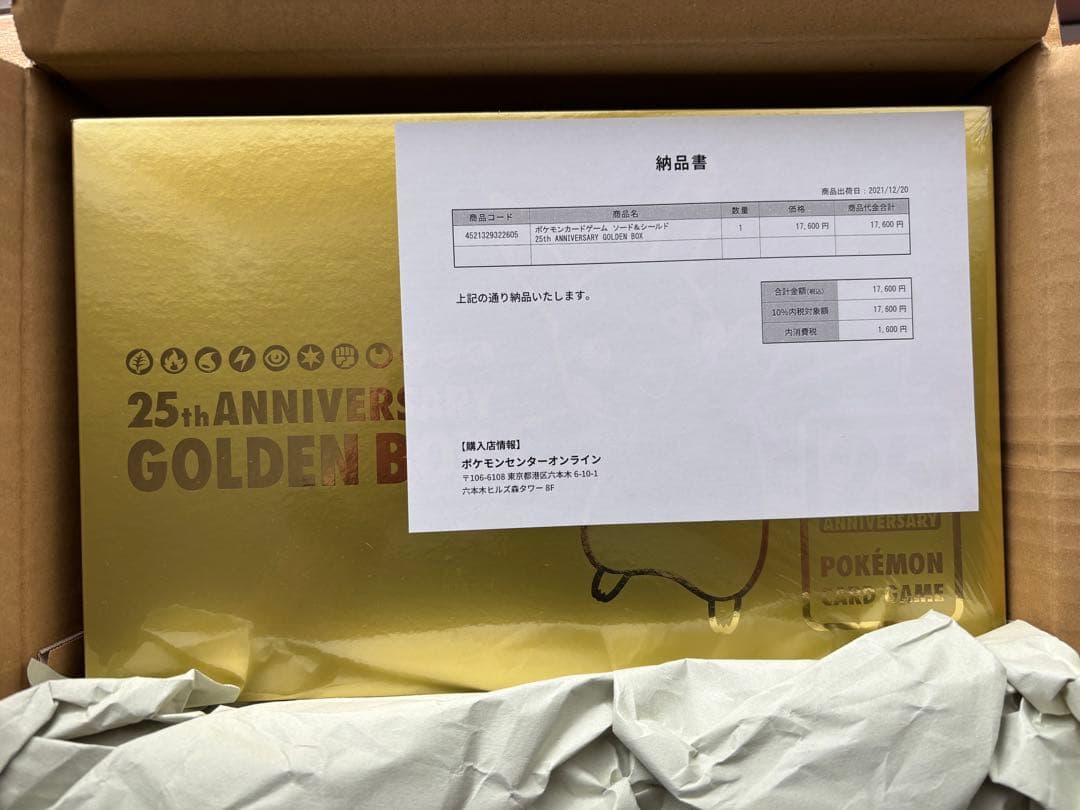 納品書
商品出荷日：2021/12/20
商品コード 商品名 数量 価格 商品代金合計
4521329322605 ポケモンカードゲーム ソード&シールド 1 17,600 円 17,600 円
25th ANNIVERSARY GOLDEN BOX
上記の通り納品いたします。
合計金額(税込) 17,600 円
10%内税対象額 17,600 円
内消費税 1,600 円
【購入店情報】
ポケモンセンターオンライン
〒106-6108 東京都港区六本木 6-10-1
六本木ヒルズ森タワー 8F
25th ANNIVERS
GOLDEN B
ANNIVERSARY
POKÉMON
CARD GAME